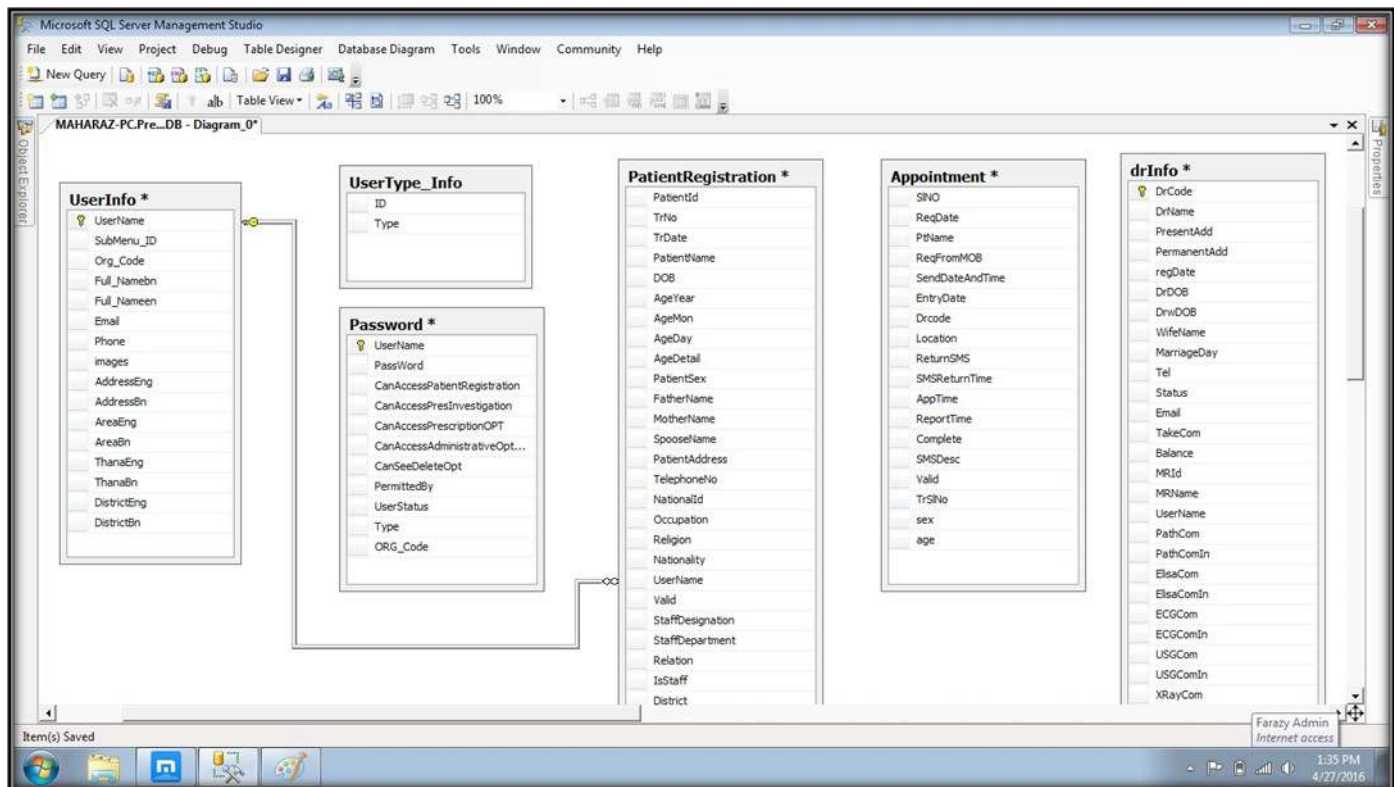 Microsoft SQL Server Management Studio
File Edit View Project Debug Table Designer Database Diagram Tools Window Community Help
New Query
Table View 100%
MAHARAZ-PC.Pre...DB - Diagram_0*
Object Explorer
Properties
UserInfo *
UserName
SubMenu_ID
Org_Code
Full_Namebn
Full_Nameen
Email
Phone
images
AddressEng
AddressBn
AreaEng
AreaBn
ThanaEng
ThanaBn
DistrictEng
DistrictBn
UserType_Info
ID
Type
Password *
UserName
PassWord
CanAccessPatientRegistration
CanAccessPresInvestigation
CanAccessPrescriptionOPT
CanAccessAdministrativeOpt...
CanSeeDeleteOpt
PermittedBy
UserStatus
Type
ORG_Code
PatientRegistration *
PatientId
TrNo
TrDate
PatientName
DOB
AgeYear
AgeMon
AgeDay
AgeDetail
PatientSex
FatherName
MotherName
SpooseName
PatientAddress
TelephoneNo
NationalId
Occupation
Religion
Nationality
UserName
Valid
StaffDesignation
StaffDepartment
Relation
IsStaff
District
Appointment *
SlNO
ReqDate
PtName
ReqFromMOB
SendDateAndTime
EntryDate
Drcode
Location
ReturnSMS
SMSReturnTime
AppTime
ReportTime
Complete
SMSDesc
Valid
TrSlNo
sex
age
drInfo *
DrCode
DrName
PresentAdd
PermanentAdd
regDate
DrDOB
DrwDOB
WifeName
MarriageDay
Tel
Status
Email
TakeCom
Balance
MRId
MRName
UserName
PathCom
PathComIn
ElisaCom
ElisaComIn
ECGCom
ECGComIn
USGCom
USGComIn
XRayCom
Item(s) Saved
Farazy Admin
Internet access
1:35 PM
4/27/2016